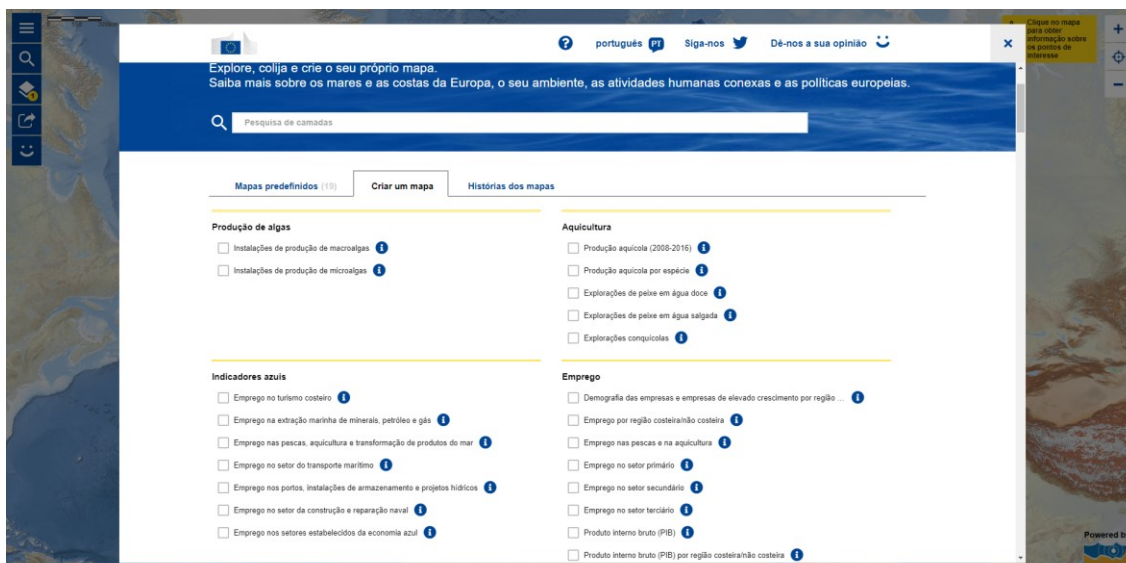 português PT
Siga-nos
Dê-nos a sua opinião
Clique no mapa
para obter
informação sobre
os pontos de
interesse
1
Explore, colija e crie o seu próprio mapa.
Saiba mais sobre os mares e as costas da Europa, o seu ambiente, as atividades humanas conexas e as políticas europeias.
Pesquisa de camadas
Mapas predefinidos (19)
Criar um mapa
Histórias dos mapas
Produção de algas
Instalações de produção de macroalgas
Instalações de produção de microalgas
Aquicultura
Produção aquícola (2008-2016)
Produção aquícola por espécie
Explorações de peixe em água doce
Explorações de peixe em água salgada
Explorações conquícolas
Indicadores azuis
Emprego no turismo costeiro
Emprego na extração marinha de minerais, petróleo e gás
Emprego nas pescas, aquicultura e transformação de produtos do mar
Emprego no setor do transporte marítimo
Emprego nos portos, instalações de armazenamento e projetos hídricos
Emprego no setor da construção e reparação naval
Emprego nos setores estabelecidos da economia azul
Emprego
Demografia das empresas e empresas de elevado crescimento por região ...
Emprego por região costeira/não costeira
Emprego nas pescas e na aquicultura
Emprego no setor primário
Emprego no setor secundário
Emprego no setor terciário
Produto interno bruto (PIB)
Produto interno bruto (PIB) por região costeira/não costeira
Powered b